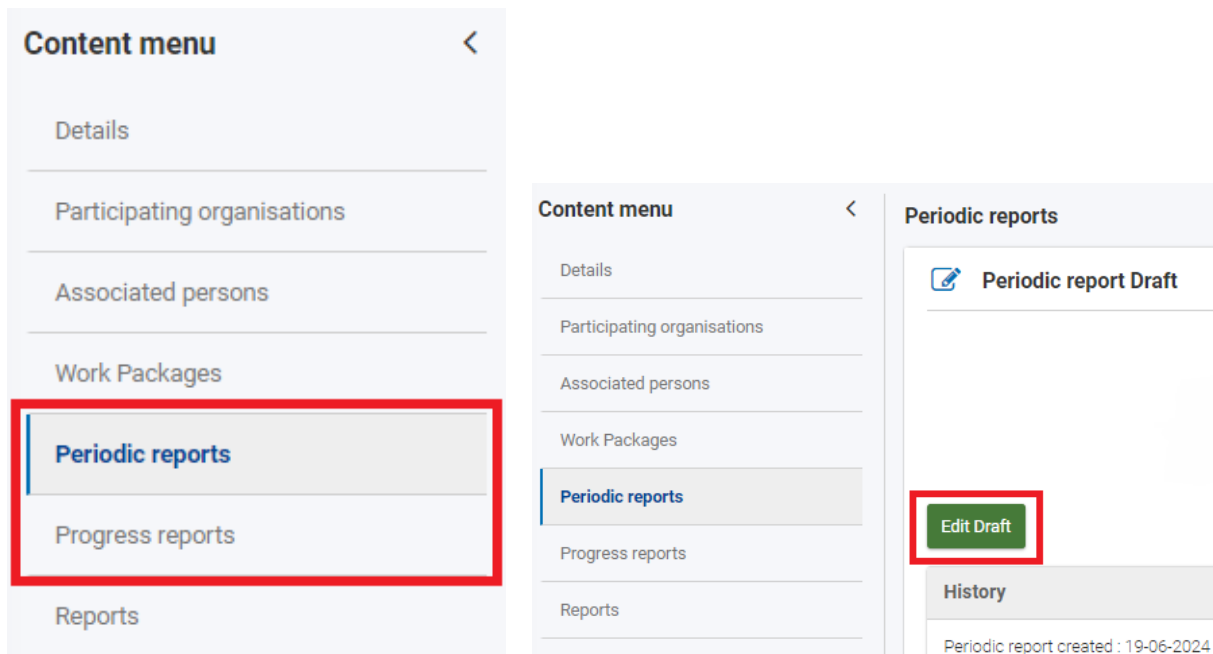 Content menu
Details
Participating organisations
Associated persons
Work Packages
Periodic reports
Progress reports
Reports
Content menu
Details
Participating organisations
Associated persons
Work Packages
Periodic reports
Progress reports
Reports
Periodic reports
Periodic report Draft
Edit Draft
History
Periodic report created : 19-06-2024